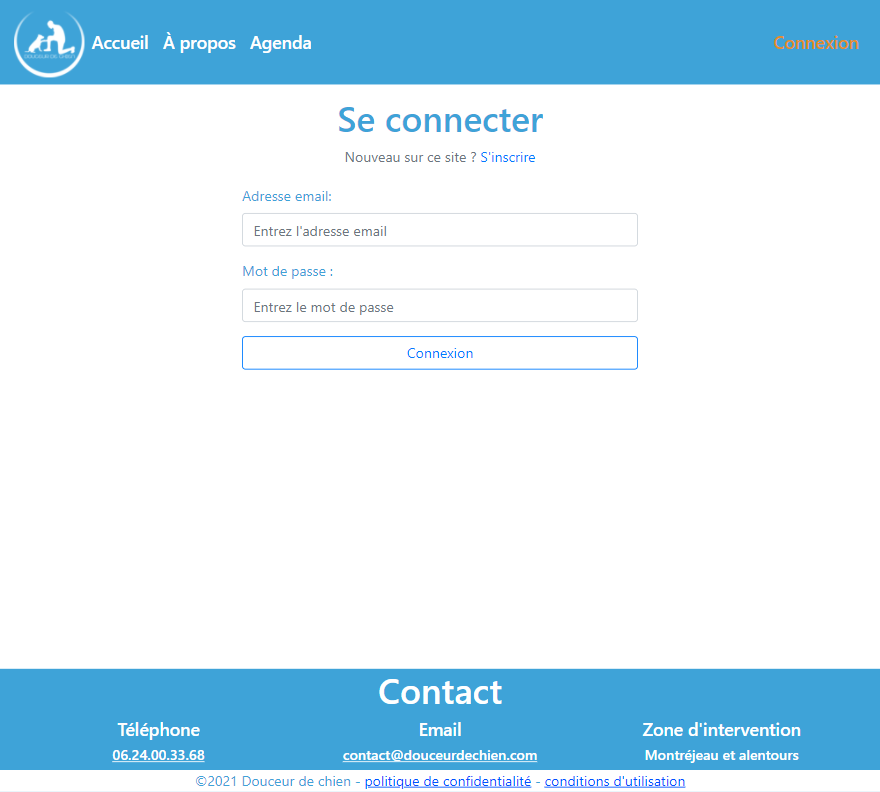 DOUCEUR DE CHIEN
Accueil À propos Agenda Connexion
Se connecter
Nouveau sur ce site ? S'inscrire
Adresse email:
Entrez l'adresse email
Mot de passe :
Entrez le mot de passe
Connexion
Contact
Téléphone Email Zone d'intervention
06.24.00.33.68 contact@douceurdechien.com Montréjeau et alentours
©2021 Douceur de chien - politique de confidentialité - conditions d'utilisation